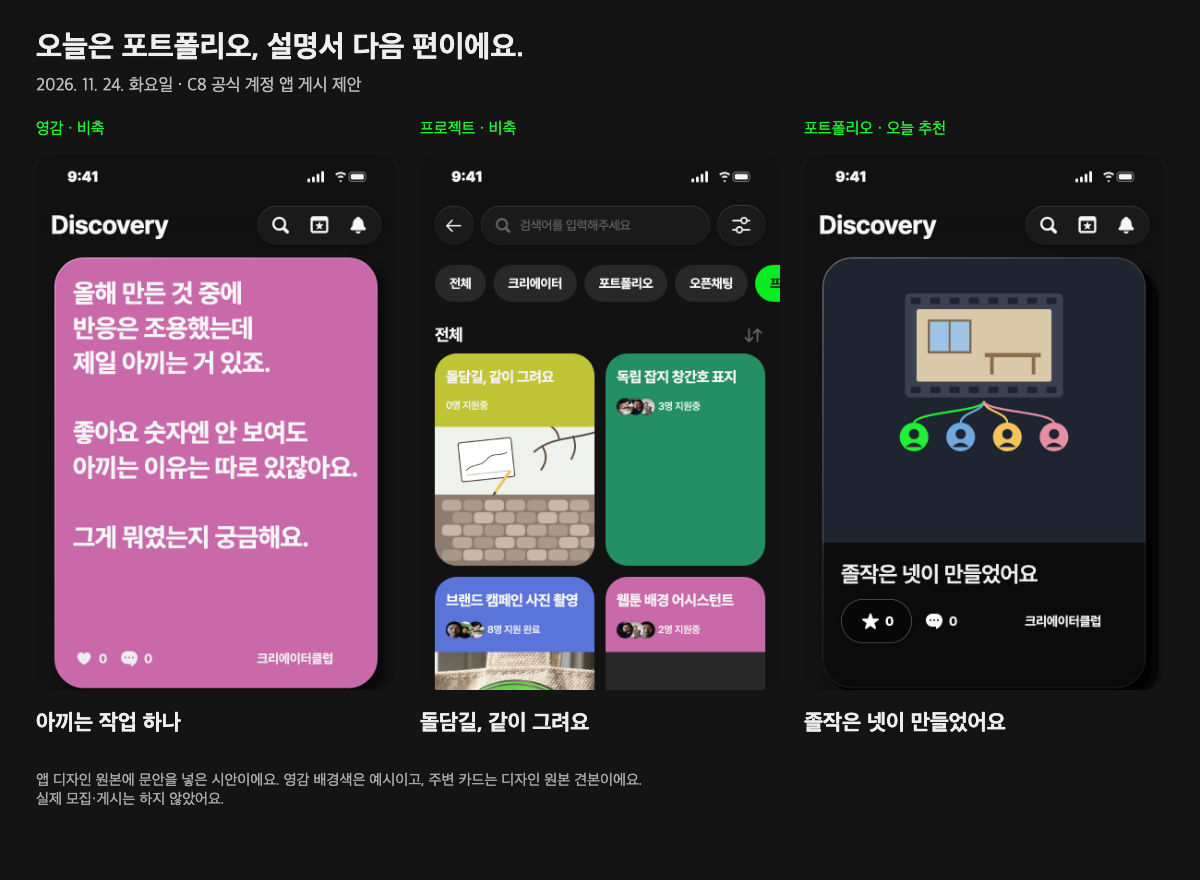 오늘은 포트폴리오, 설명서 다음 편이에요.
2026. 11. 24. 화요일 · C8 공식 계정 앱 게시 제안
영감 · 비축
9:41
Discovery
올해 만든 것 중에
반응은 조용했는데
제일 아끼는 거 있죠.
좋아요 숫자엔 안 보여도
아끼는 이유는 따로 있잖아요.
그게 뭐였는지 궁금해요.
0 0 크리에이터클럽
아끼는 작업 하나
프로젝트 · 비축
9:41
검색어를 입력해주세요
전체 크리에이터 포트폴리오 오픈채팅
전체
돌담길, 같이 그려요
0명 지원중
독립 잡지 창간호 표지
3명 지원중
브랜드 캠페인 사진 촬영
8명 지원 완료
웹툰 배경 어시스턴트
2명 지원중
돌담길, 같이 그려요
포트폴리오 · 오늘 추천
9:41
Discovery
졸작은 넷이 만들었어요
0 0 크리에이터클럽
졸작은 넷이 만들었어요
앱 디자인 원본에 문안을 넣은 시안이에요. 영감 배경색은 예시이고, 주변 카드는 디자인 원본 견본이에요.
실제 모집·게시는 하지 않았어요.